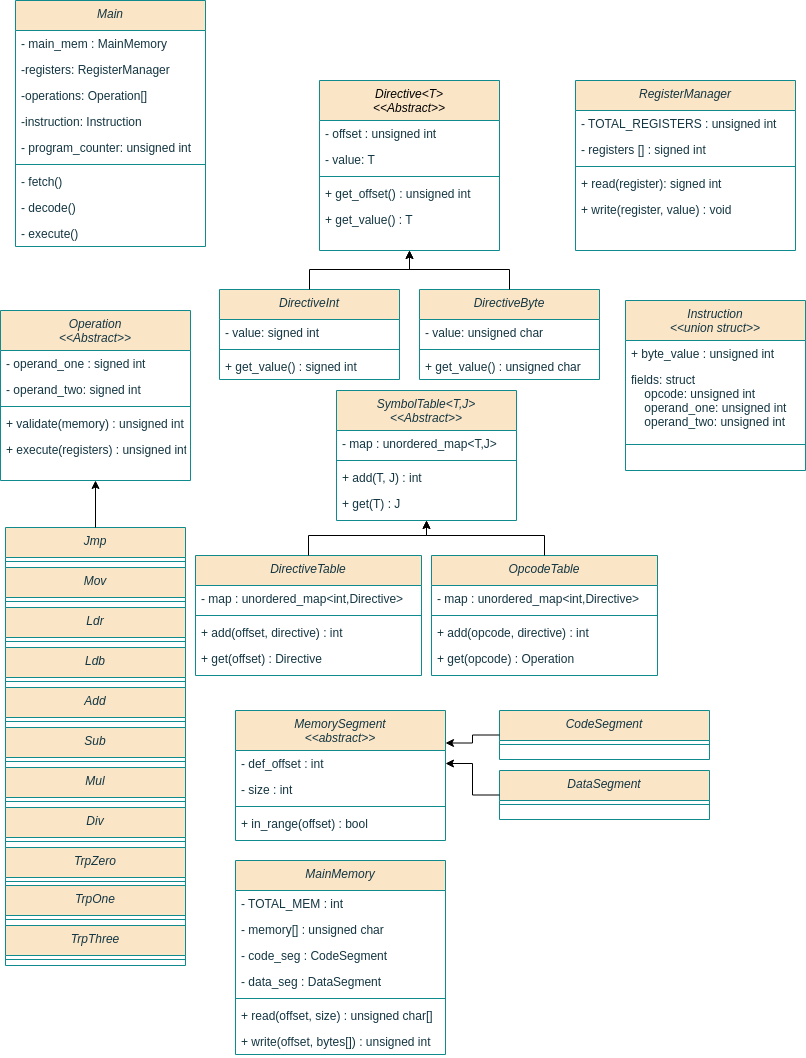 Main
- main_mem : MainMemory
-registers: RegisterManager
-operations: Operation[]
-instruction: Instruction
- program_counter: unsigned int
- fetch()
- decode()
- execute()
Directive<T>
<<Abstract>>
- offset : unsigned int
- value: T
+ get_offset() : unsigned int
+ get_value() : T
RegisterManager
- TOTAL_REGISTERS : unsigned int
- registers [] : signed int
+ read(register): signed int
+ write(register, value) : void
DirectiveInt
- value: signed int
+ get_value() : signed int
DirectiveByte
- value: unsigned char
+ get_value() : unsigned char
Operation
<<Abstract>>
- operand_one : signed int
- operand_two: signed int
+ validate(memory) : unsigned int
+ execute(registers) : unsigned int
Instruction
<<union struct>>
+ byte_value : unsigned int
fields: struct
opcode: unsigned int
operand_one: unsigned int
operand_two: unsigned int
SymbolTable<T,J>
<<Abstract>>
- map : unordered_map<T,J>
+ add(T, J) : int
+ get(T) : J
Jmp
Mov
Ldr
Ldb
Add
Sub
Mul
Div
TrpZero
TrpOne
TrpThree
DirectiveTable
- map : unordered_map<int,Directive>
+ add(offset, directive) : int
+ get(offset) : Directive
OpcodeTable
- map : unordered_map<int,Directive>
+ add(opcode, directive) : int
+ get(opcode) : Operation
MemorySegment
<<abstract>>
- def_offset : int
- size : int
+ in_range(offset) : bool
CodeSegment
DataSegment
MainMemory
- TOTAL_MEM : int
- memory[] : unsigned char
- code_seg : CodeSegment
- data_seg : DataSegment
+ read(offset, size) : unsigned char[]
+ write(offset, bytes[]) : unsigned int